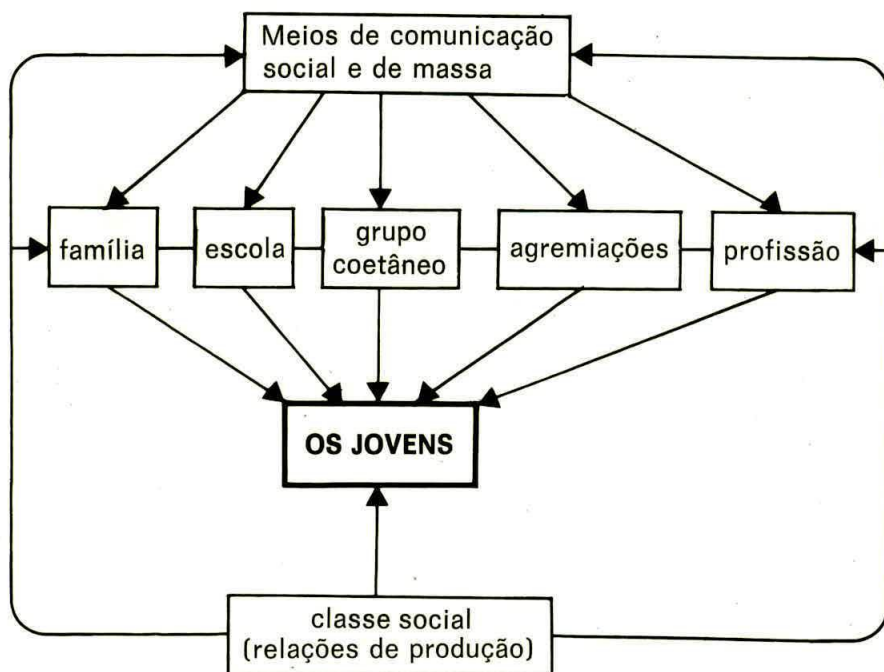 Meios de comunicação
social e de massa
família
escola
grupo
coetâneo
agremiações
profissão
OS JOVENS
classe social
(relações de produção)